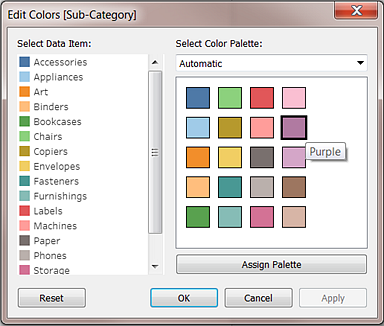 Edit Colors [Sub-Category]
Select Data Item:
Accessories
Appliances
Art
Binders
Bookcases
Chairs
Copiers
Envelopes
Fasteners
Furnishings
Labels
Machines
Paper
Phones
Storage
Select Color Palette:
Automatic
Purple
Assign Palette
Reset
OK
Cancel
Apply